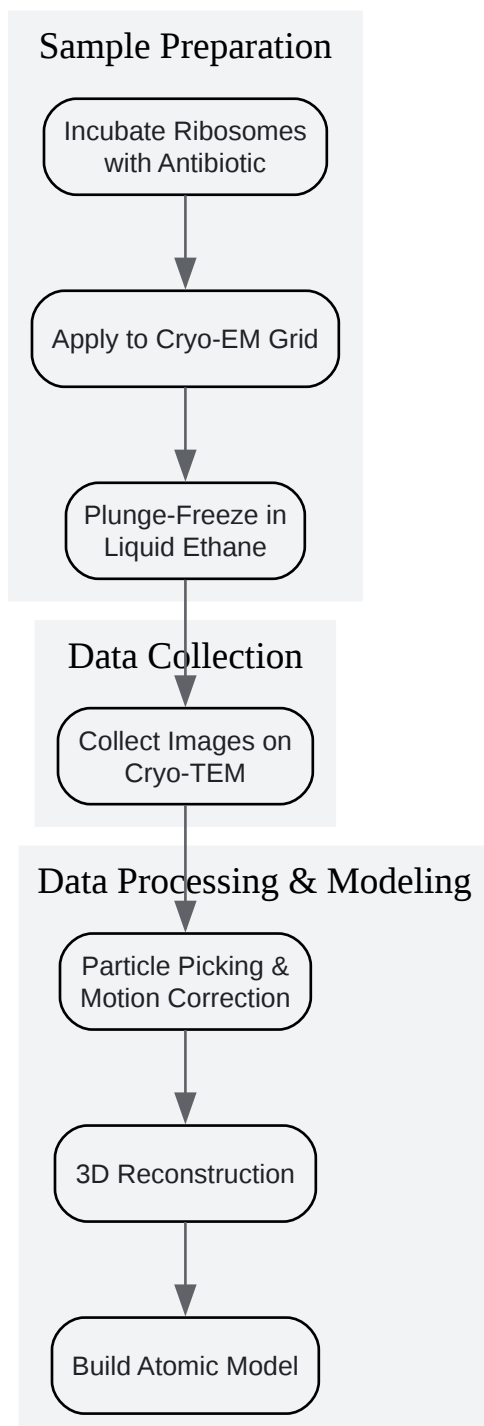 Sample Preparation
Incubate Ribosomes
with Antibiotic
Apply to Cryo-EM Grid
Plunge-Freeze in
Liquid Ethane
Data Collection
Collect Images on
Cryo-TEM
Data Processing & Modeling
Particle Picking &
Motion Correction
3D Reconstruction
Build Atomic Model